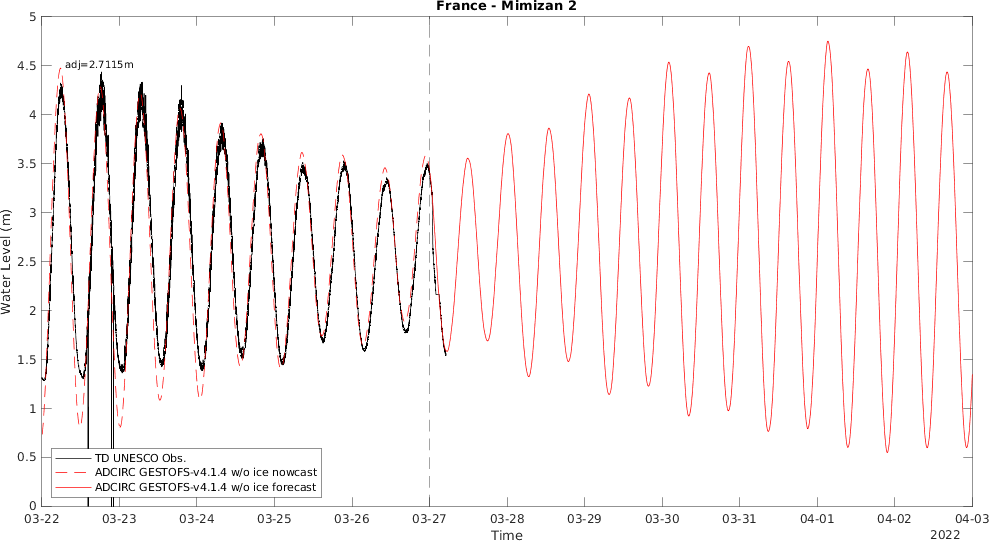 France - Mimizan 2
5
4.5
4
3.5
3
2.5
2
1.5
1
0.5
0
Water Level (m)
adj=2.7115m
TD UNESCO Obs.
ADCIRC GESTOFS-v4.1.4 w/o ice nowcast
ADCIRC GESTOFS-v4.1.4 w/o ice forecast
03-22 03-23 03-24 03-25 03-26 03-27 03-28 03-29 03-30 03-31 04-01 04-02 04-03
Time
2022